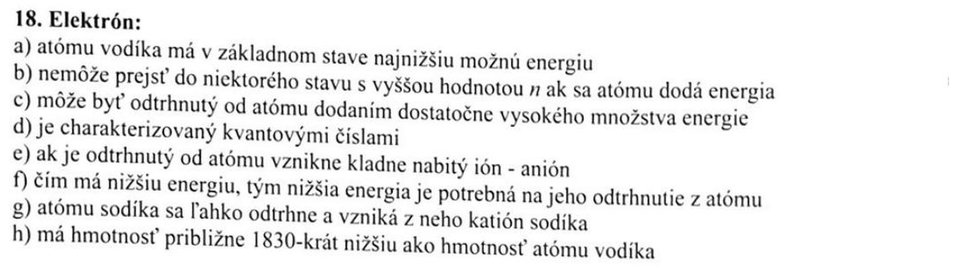 18. Elektrón:
a) atómu vodíka má v základnom stave najnižšiu možnú energiu
b) nemôže prejsť do niektorého stavu s vyššou hodnotou n ak sa atómu dodá energia
c) môže byť odtrhnutý od atómu dodaním dostatočne vysokého množstva energie
d) je charakterizovaný kvantovými číslami
e) ak je odtrhnutý od atómu vznikne kladne nabitý ión - anión
f) čím má nižšiu energiu, tým nižšia energia je potrebná na jeho odtrhnutie z atómu
g) atómu sodíka sa ľahko odtrhne a vzniká z neho katión sodíka
h) má hmotnosť približne 1830-krát nižšiu ako hmotnosť atómu vodíka